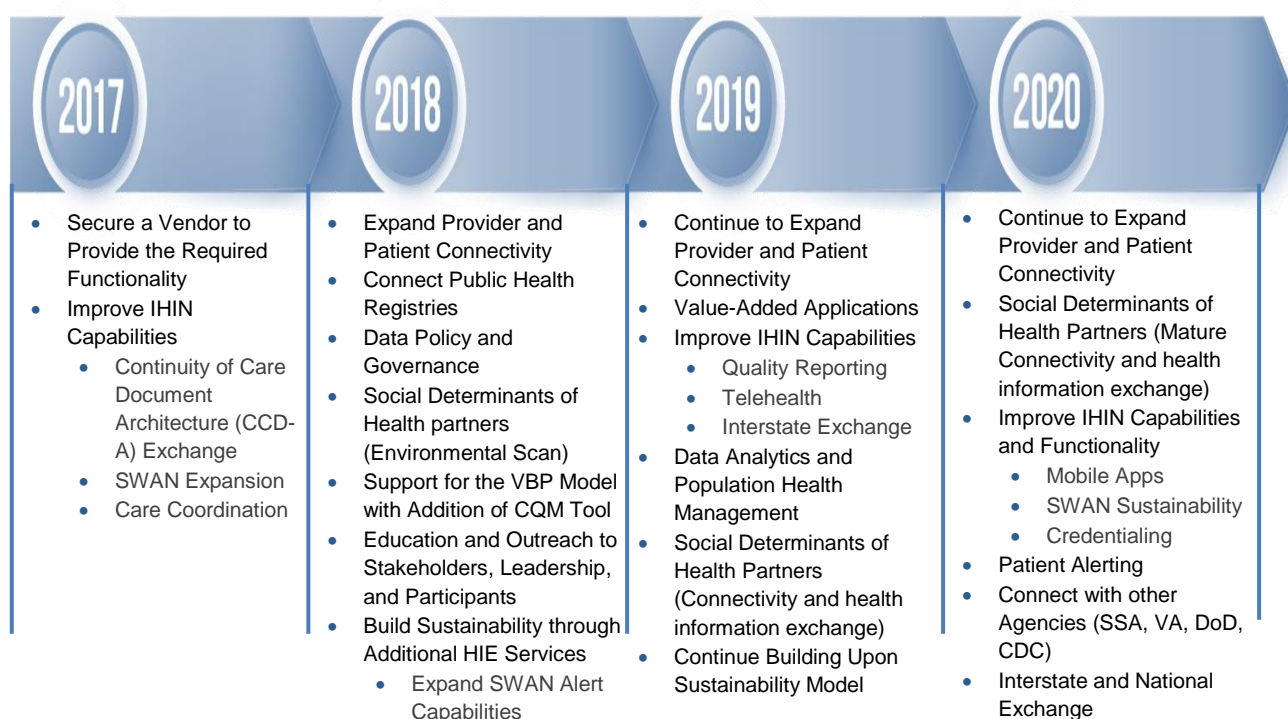 2017
Secure a Vendor to
Provide the Required
Functionality
Improve IHIN
Capabilities
Continuity of Care
Document
Architecture (CCD-
A) Exchange
SWAN Expansion
Care Coordination
2018
Expand Provider and
Patient Connectivity
Connect Public Health
Registries
Data Policy and
Governance
Social Determinants of
Health partners
(Environmental Scan)
Support for the VBP Model
with Addition of CQM Tool
Education and Outreach to
Stakeholders, Leadership,
and Participants
Build Sustainability through
Additional HIE Services
Expand SWAN Alert
Capabilities
2019
Continue to Expand
Provider and Patient
Connectivity
Value-Added Applications
Improve IHIN Capabilities
Quality Reporting
Telehealth
Interstate Exchange
Data Analytics and
Population Health
Management
Social Determinants of
Health Partners
(Connectivity and health
information exchange)
Continue Building Upon
Sustainability Model
2020
Continue to Expand
Provider and Patient
Connectivity
Social Determinants of
Health Partners (Mature
Connectivity and health
information exchange)
Improve IHIN Capabilities
and Functionality
Mobile Apps
SWAN Sustainability
Credentialing
Patient Alerting
Connect with other
Agencies (SSA, VA, DoD,
CDC)
Interstate and National
Exchange